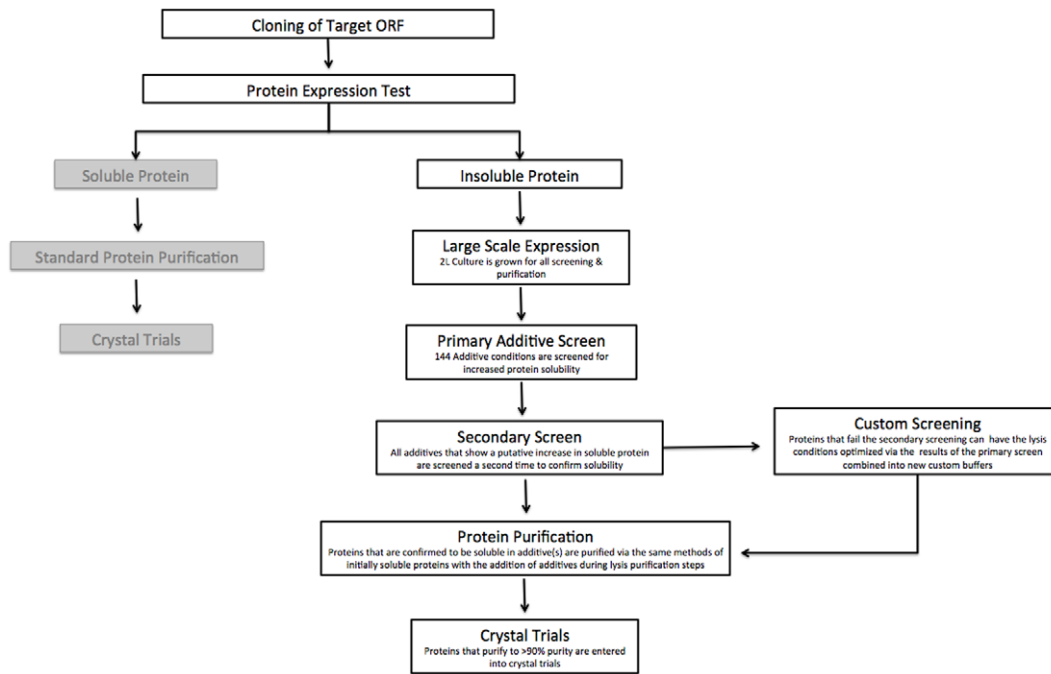 Cloning of Target ORF
Protein Expression Test
Soluble Protein
Standard Protein Purification
Crystal Trials
Insoluble Protein
Large Scale Expression
2L Culture is grown for all screening &
purification
Primary Additive Screen
144 Additive conditions are screened for
increased protein solubility
Secondary Screen
All additives that show a putative increase in soluble protein
are screened a second time to confirm solubility
Custom Screening
Proteins that fail the secondary screening can have the lysis
conditions optimized via the results of the primary screen
combined into new custom buffers
Protein Purification
Proteins that are confirmed to be soluble in additive(s) are purified via the same methods of
initially soluble proteins with the addition of additives during lysis purification steps
Crystal Trials
Proteins that purify to >90% purity are entered
into crystal trials